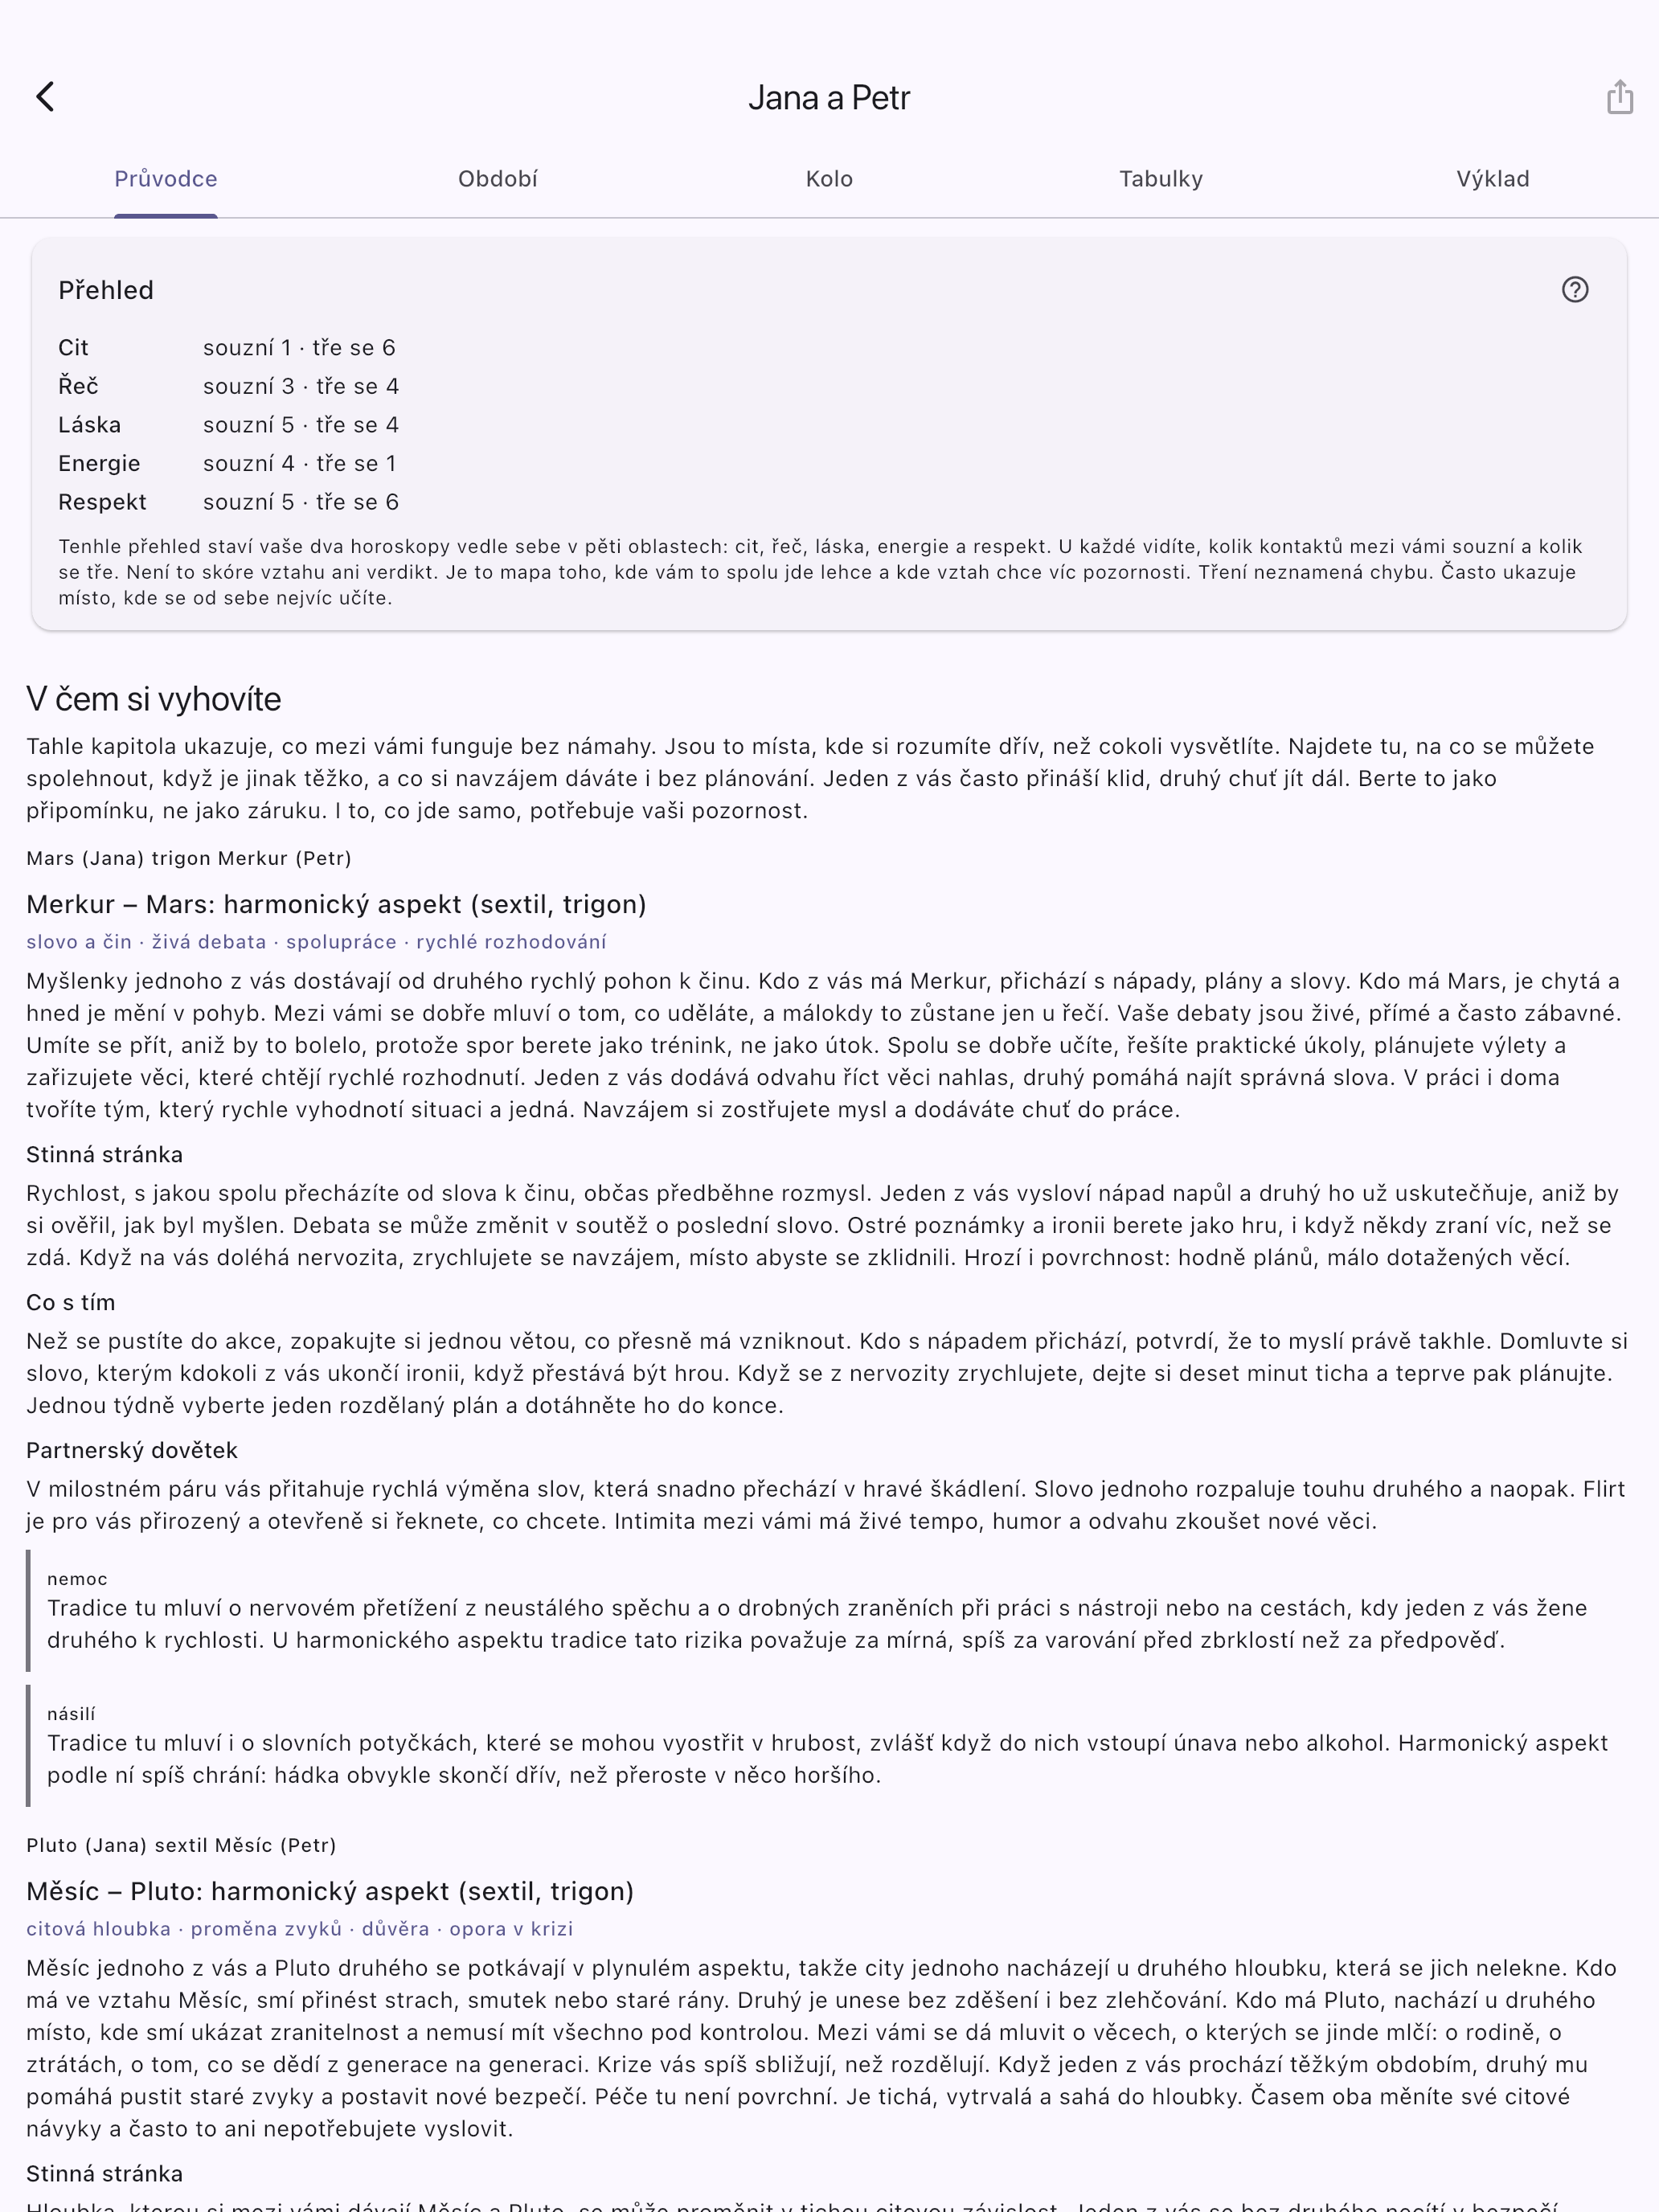 Jana a Petr
Průvodce
Období
Kolo
Tabulky
Výklad
Přehled
Cit souzní 1 · tře se 6
Řeč souzní 3 · tře se 4
Láska souzní 5 · tře se 4
Energie souzní 4 · tře se 1
Respekt souzní 5 · tře se 6
Tenhle přehled staví vaše dva horoskopy vedle sebe v pěti oblastech: cit, řeč, láska, energie a respekt. U každé vidíte, kolik kontaktů mezi vámi souzní a kolik
se tře. Není to skóre vztahu ani verdikt. Je to mapa toho, kde vám to spolu jde lehce a kde vztah chce víc pozornosti. Tření neznamená chybu. Často ukazuje
místo, kde se od sebe nejvíc učíte.
V čem si vyhovíte
Tahle kapitola ukazuje, co mezi vámi funguje bez námahy. Jsou to místa, kde si rozumíte dřív, než cokoli vysvětlíte. Najdete tu, na co se můžete
spolehnout, když je jinak těžko, a co si navzájem dáváte i bez plánování. Jeden z vás často přináší klid, druhý chuť jít dál. Berte to jako
připomínku, ne jako záruku. I to, co jde samo, potřebuje vaši pozornost.
Mars (Jana) trigon Merkur (Petr)
Merkur – Mars: harmonický aspekt (sextil, trigon)
slovo a čin · živá debata · spolupráce · rychlé rozhodování
Myšlenky jednoho z vás dostávají od druhého rychlý pohon k činu. Kdo z vás má Merkur, přichází s nápady, plány a slovy. Kdo má Mars, je chytá a
hned je mění v pohyb. Mezi vámi se dobře mluví o tom, co uděláte, a málokdy to zůstane jen u řečí. Vaše debaty jsou živé, přímé a často zábavné.
Umíte se přít, aniž by to bolelo, protože spor berete jako trénink, ne jako útok. Spolu se dobře učíte, řešíte praktické úkoly, plánujete výlety a
zařizujete věci, které chtějí rychlé rozhodnutí. Jeden z vás dodává odvahu říct věci nahlas, druhý pomáhá najít správná slova. V práci i doma
tvoříte tým, který rychle vyhodnotí situaci a jedná. Navzájem si zostřujete mysl a dodáváte chuť do práce.
Stinná stránka
Rychlost, s jakou spolu přecházíte od slova k činu, občas předběhne rozmysl. Jeden z vás vysloví nápad napůl a druhý ho už uskutečňuje, aniž by
si ověřil, jak byl myšlen. Debata se může změnit v soutěž o poslední slovo. Ostré poznámky a ironii berete jako hru, i když někdy zraní víc, než se
zdá. Když na vás doléhá nervozita, zrychlujete se navzájem, místo abyste se zklidnili. Hrozí i povrchnost: hodně plánů, málo dotažených věcí.
Co s tím
Než se pustíte do akce, zopakujte si jednou větou, co přesně má vzniknout. Kdo s nápadem přichází, potvrdí, že to myslí právě takhle. Domluvte si
slovo, kterým kdokoli z vás ukončí ironii, když přestává být hrou. Když se z nervozity zrychlujete, dejte si deset minut ticha a teprve pak plánujte.
Jednou týdně vyberte jeden rozdělaný plán a dotáhněte ho do konce.
Partnerský dovětek
V milostném páru vás přitahuje rychlá výměna slov, která snadno přechází v hravé škádlení. Slovo jednoho rozpaluje touhu druhého a naopak. Flirt
je pro vás přirozený a otevřeně si řeknete, co chcete. Intimita mezi vámi má živé tempo, humor a odvahu zkoušet nové věci.
nemoc
Tradice tu mluví o nervovém přetížení z neustálého spěchu a o drobných zraněních při práci s nástroji nebo na cestách, kdy jeden z vás žene
druhého k rychlosti. U harmonického aspektu tradice tato rizika považuje za mírná, spíš za varování před zbrklostí než za předpověď.
násilí
Tradice tu mluví i o slovních potyčkách, které se mohou vyostřit v hrubost, zvlášť když do nich vstoupí únava nebo alkohol. Harmonický aspekt
podle ní spíš chrání: hádka obvykle skončí dřív, než přeroste v něco horšího.
Pluto (Jana) sextil Měsíc (Petr)
Měsíc – Pluto: harmonický aspekt (sextil, trigon)
citová hloubka · proměna zvyků · důvěra · opora v krizi
Měsíc jednoho z vás a Pluto druhého se potkávají v plynulém aspektu, takže city jednoho nacházejí u druhého hloubku, která se jich nelekne. Kdo
má ve vztahu Měsíc, smí přinést strach, smutek nebo staré rány. Druhý je unese bez zděšení i bez zlehčování. Kdo má Pluto, nachází u druhého
místo, kde smí ukázat zranitelnost a nemusí mít všechno pod kontrolou. Mezi vámi se dá mluvit o věcech, o kterých se jinde mlčí: o rodině, o
ztrátách, o tom, co se dědí z generace na generaci. Krize vás spíš sbližují, než rozdělují. Když jeden z vás prochází těžkým obdobím, druhý mu
pomáhá pustit staré zvyky a postavit nové bezpečí. Péče tu není povrchní. Je tichá, vytrvalá a sahá do hloubky. Časem oba měníte své citové
návyky a často to ani nepotřebujete vyslovit.
Stinná stránka
Hloubka, kterou si mezi vámi dávají Měsíc a Pluto, se může proměnit v tichou citovou závislost. Jeden z vás se bez druhého necítí v bezpečí